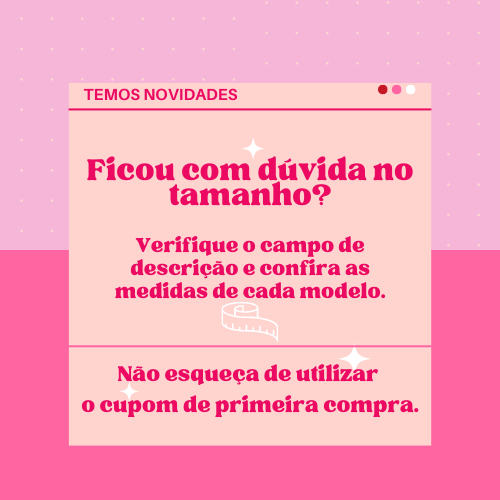 TEMOS NOVIDADES
Ficou com dúvida no
tamanho?
Verifique o campo de
descrição e confira as
medidas de cada modelo.
Não esqueça de utilizar
o cupom de primeira compra.